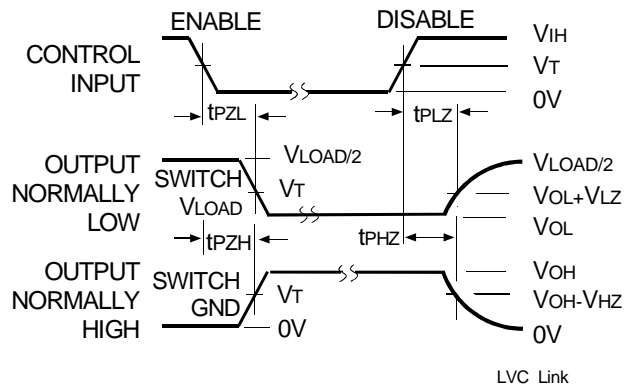 ENABLE
DISABLE
CONTROL
INPUT
VIH
VT
0V
tPZL
tPLZ
OUTPUT
NORMALLY
LOW
SWITCH
VLOAD
VLOAD/2
VT
VLOAD/2
VOL+VLZ
VOL
tPZH
tPHZ
OUTPUT
NORMALLY
HIGH
SWITCH
GND
VT
0V
VOH
VOH-VHZ
0V
LVC Link